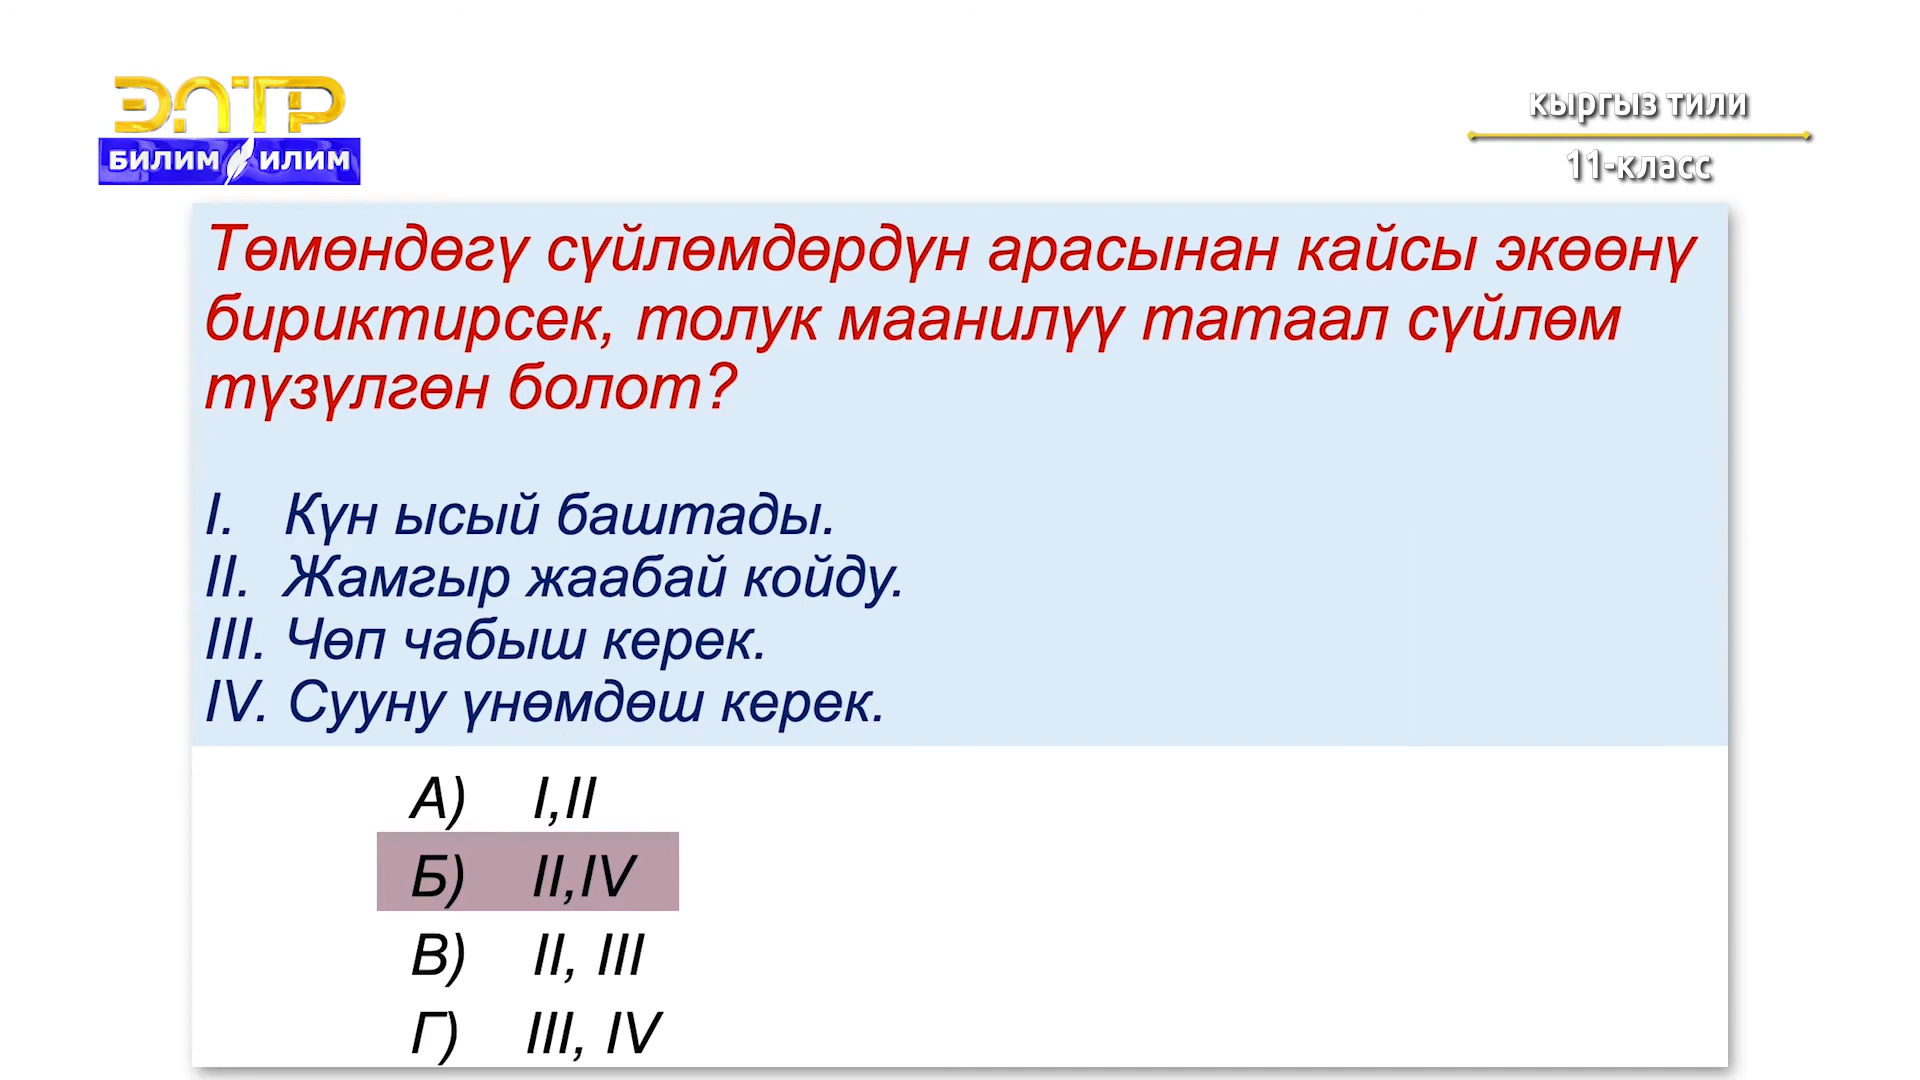 ЭЛТР
БИЛИМ ИЛИМ
кыргыз тили
11-класс
Төмөндөгү сүйлөмдөрдүн арасынан кайсы экөөнү
бириктирсек, толук маанилүү татаал сүйлөм
түзүлгөн болот?
I. Күн ысый баштады.
II. Жамгыр жаабай койду.
III. Чөп чабыш керек.
IV. Сууну үнөмдөш керек.
А) I,II
Б) II,IV
В) II, III
Г) III, IV